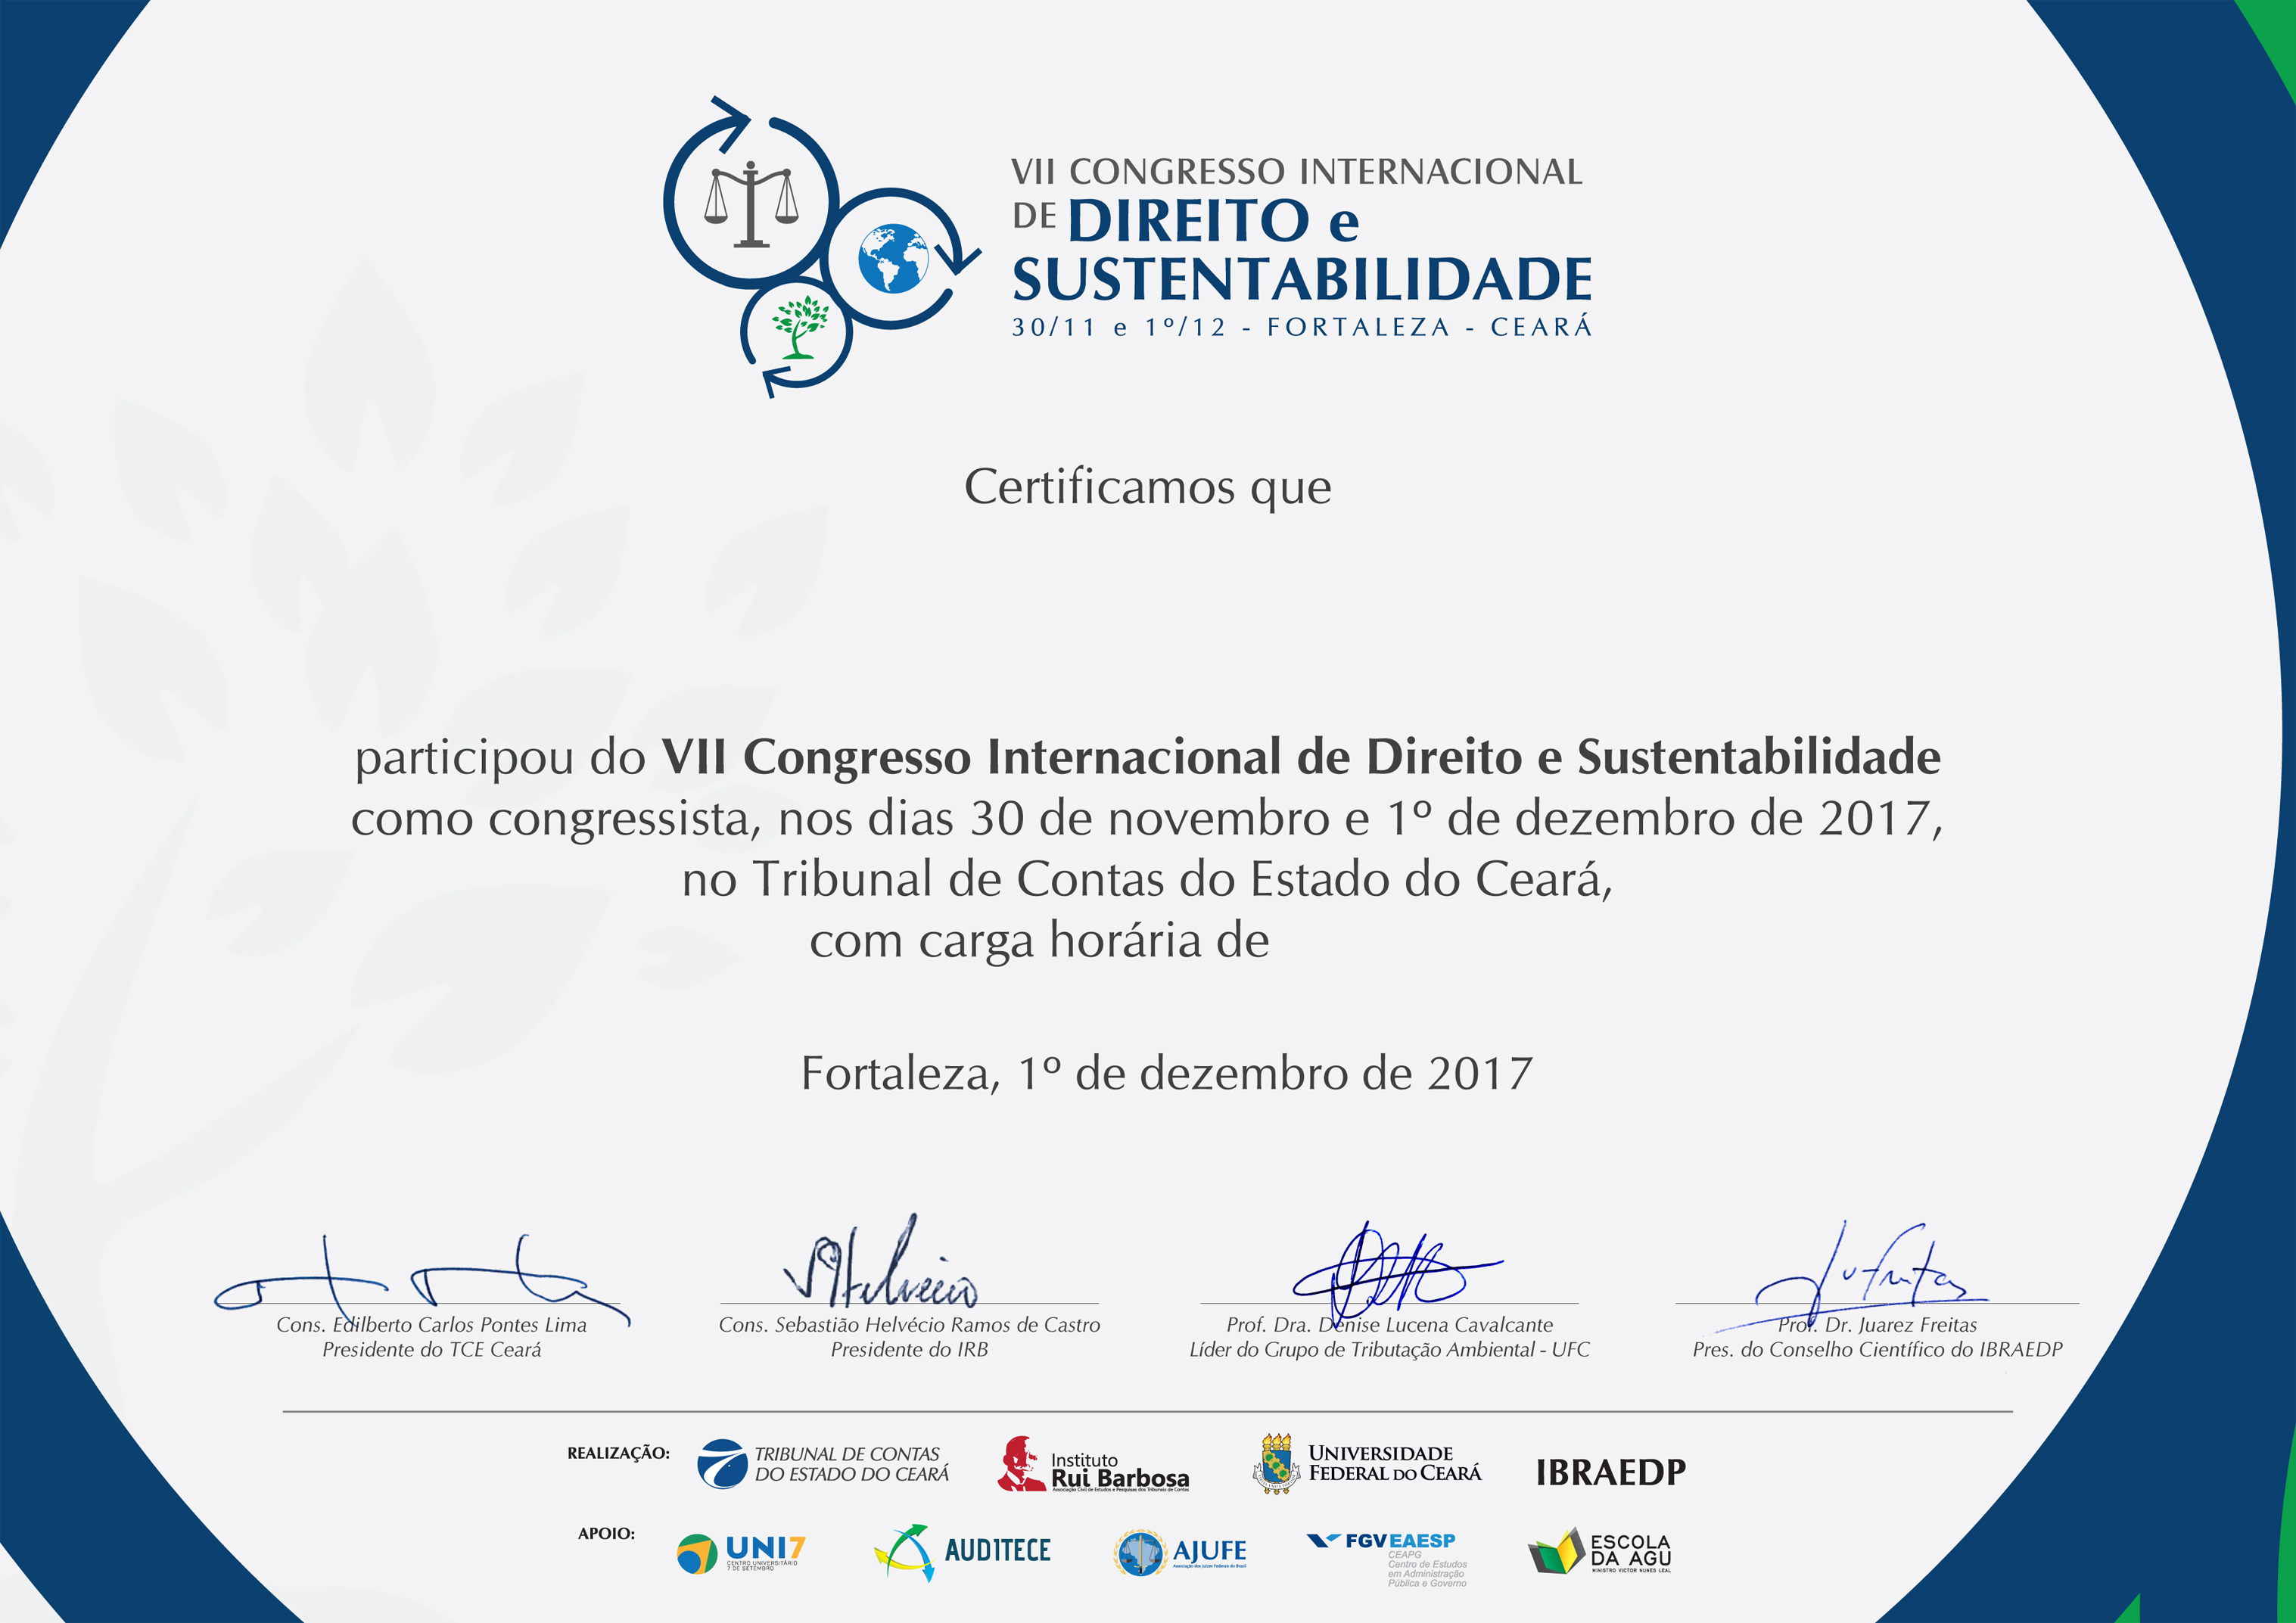 VII CONGRESSO INTERNACIONAL
DE DIREITO e
SUSTENTABILIDADE
30/11 e 1º/12 - FORTALEZA - CEARÁ
Certificamos que
participou do VII Congresso Internacional de Direito e Sustentabilidade
como congressista, nos dias 30 de novembro e 1º de dezembro de 2017,
no Tribunal de Contas do Estado do Ceará,
com carga horária de
Fortaleza, 1º de dezembro de 2017
Cons. Edilberto Carlos Pontes Lima
Presidente do TCE Ceará
Cons. Sebastião Helvécio Ramos de Castro
Presidente do IRB
Prof. Dra. Denise Lucena Cavalcante
Líder do Grupo de Tributação Ambiental - UFC
Prof. Dr. Juarez Freitas
Pres. do Conselho Científico do IBRAEDP
REALIZAÇÃO:
TRIBUNAL DE CONTAS
DO ESTADO DO CEARÁ
Instituto
Rui Barbosa
Associação Civil de Estudos e Pesquisas dos Tribunais de Contas
UNIVERSIDADE
FEDERAL DO CEARÁ
IBRAEDP
APOIO:
UNI7
CENTRO UNIVERSITÁRIO
7 DE SETEMBRO
AUDITECE
AJUFE
Associação dos Juízes Federais do Brasil
FGV EAESP
CEAPG
Centro de Estudos
em Administração
Pública e Governo
ESCOLA
DA AGU
MINISTRO VICTOR NUNES LEAL